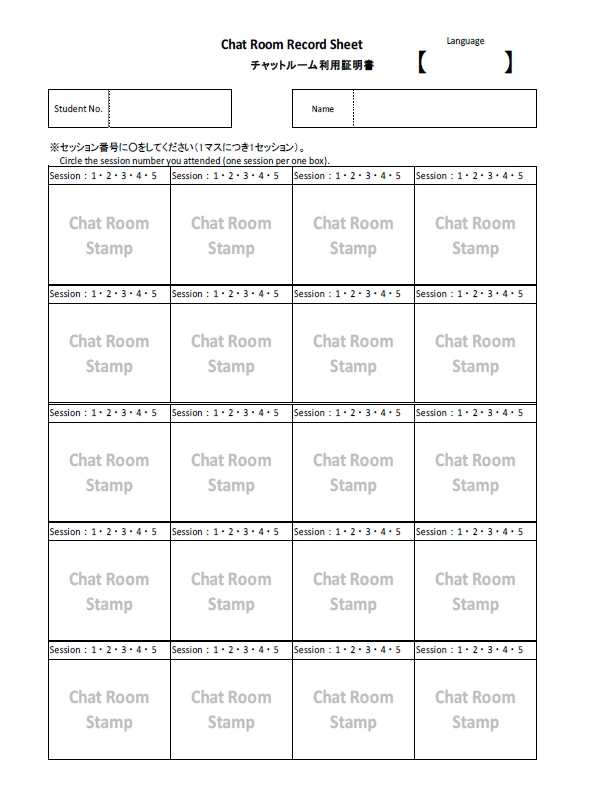 Chat Room Record Sheet
Language
チャットルーム利用証明書
【 】
Student No.
Name
※セッション番号に〇をしてください（1マスにつき1セッション）。
Circle the session number you attended (one session per one box).
Session：1・2・3・4・5 Session：1・2・3・4・5 Session：1・2・3・4・5 Session：1・2・3・4・5
Chat Room Chat Room Chat Room Chat Room
Stamp Stamp Stamp Stamp
Session：1・2・3・4・5 Session：1・2・3・4・5 Session：1・2・3・4・5 Session：1・2・3・4・5
Chat Room Chat Room Chat Room Chat Room
Stamp Stamp Stamp Stamp
Session：1・2・3・4・5 Session：1・2・3・4・5 Session：1・2・3・4・5 Session：1・2・3・4・5
Chat Room Chat Room Chat Room Chat Room
Stamp Stamp Stamp Stamp
Session：1・2・3・4・5 Session：1・2・3・4・5 Session：1・2・3・4・5 Session：1・2・3・4・5
Chat Room Chat Room Chat Room Chat Room
Stamp Stamp Stamp Stamp
Session：1・2・3・4・5 Session：1・2・3・4・5 Session：1・2・3・4・5 Session：1・2・3・4・5
Chat Room Chat Room Chat Room Chat Room
Stamp Stamp Stamp Stamp